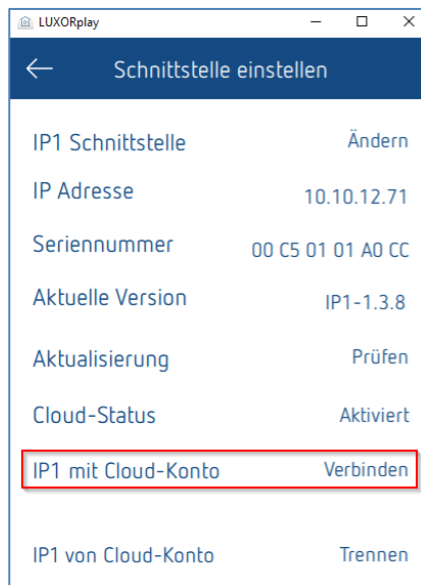 LUXORplay
Schnittstelle einstellen
IP1 Schnittstelle Ändern
IP Adresse 10.10.12.71
Seriennummer 00 C5 01 01 A0 CC
Aktuelle Version IP1-1.3.8
Aktualisierung Prüfen
Cloud-Status Aktiviert
IP1 mit Cloud-Konto Verbinden
IP1 von Cloud-Konto Trennen